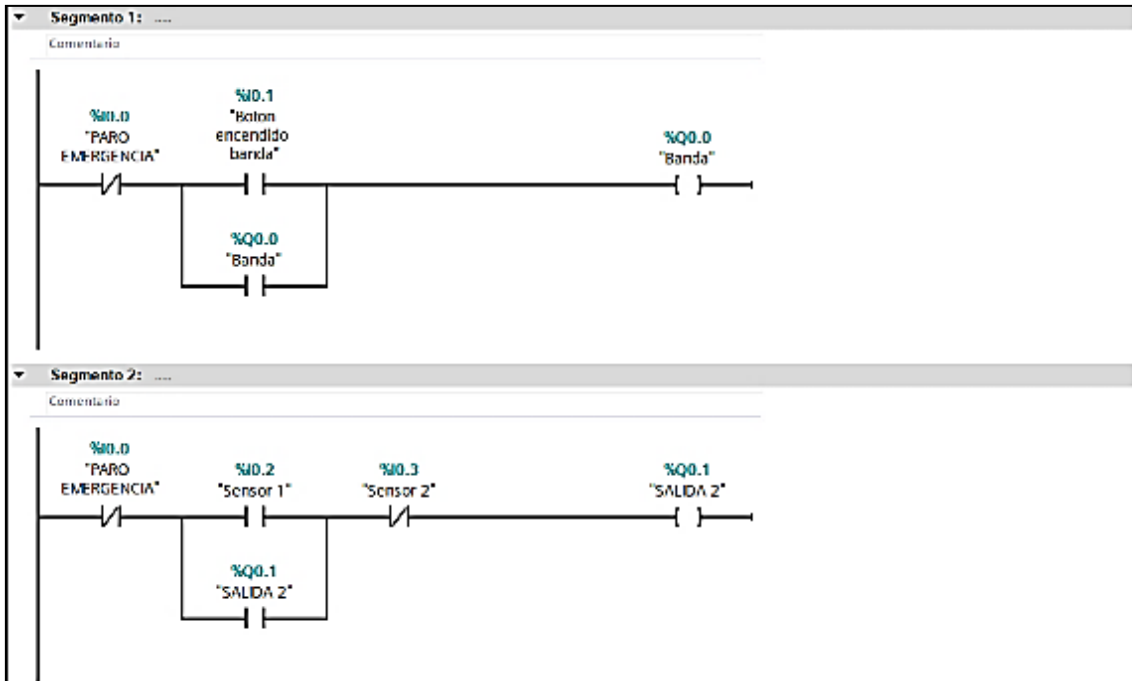 Segmento 1: ....
Comentario
%I0.0
"PARO
EMERGENCIA"
%I0.1
"Boton
encendido
banda"
%Q0.0
"Banda"
%Q0.0
"Banda"
Segmento 2: ....
Comentario
%I0.0
"PARO
EMERGENCIA"
%I0.2
"Sensor 1"
%I0.3
"Sensor 2"
%Q0.1
"SALIDA 2"
%Q0.1
"SALIDA 2"